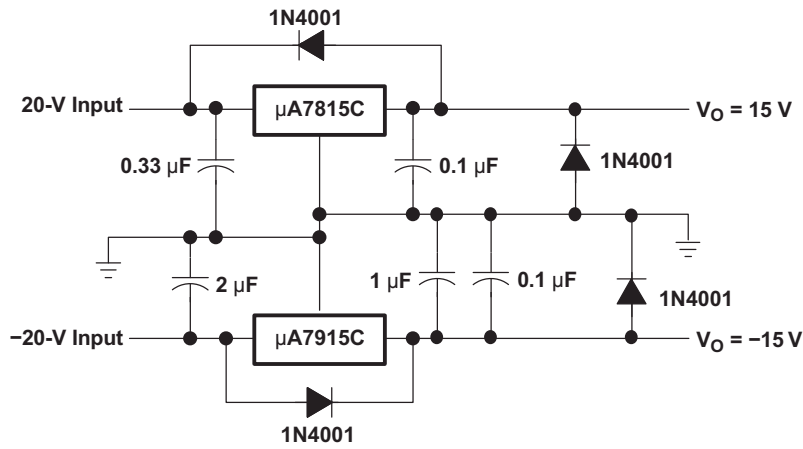 1N4001
20-V Input
µA7815C
V_O = 15 V
0.33 µF
0.1 µF
1N4001
2 µF
1 µF
0.1 µF
1N4001
−20-V Input
µA7915C
V_O = −15 V
1N4001